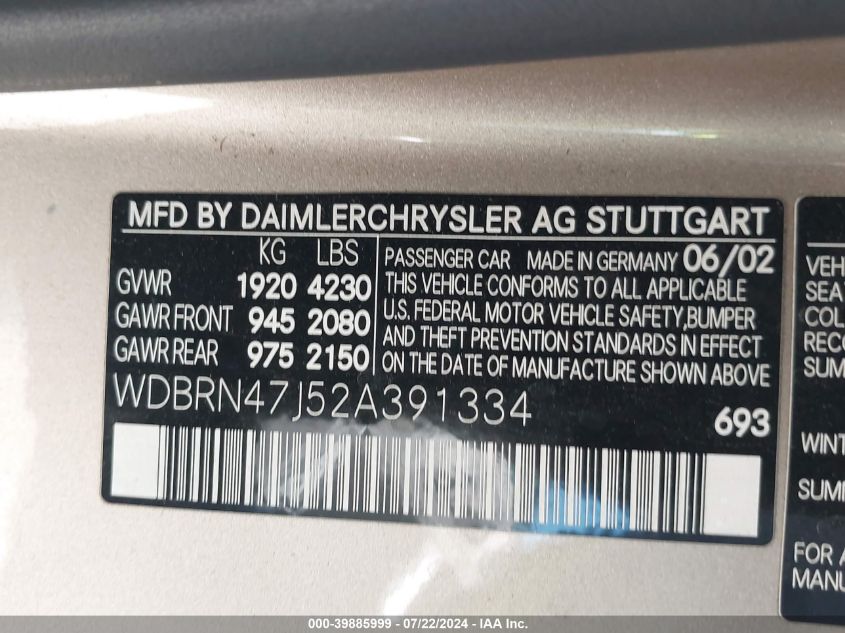 MFD BY DAIMLERCHRYSLER AG STUTTGART
KG LBS
GVWR 1920 4230
GAWR FRONT 945 2080
GAWR REAR 975 2150
PASSENGER CAR MADE IN GERMANY 06/02
THIS VEHICLE CONFORMS TO ALL APPLICABLE
U.S. FEDERAL MOTOR VEHICLE SAFETY,BUMPER
AND THEFT PREVENTION STANDARDS IN EFFECT
ON THE DATE OF MANUFACTURE SHOWN ABOVE
WDBRN47J52A391334
693
VEH
SEA
COL
REC
SUM
WINT
SUM
FOR A
MANU
000-39885999 - 07/22/2024 - IAA Inc.